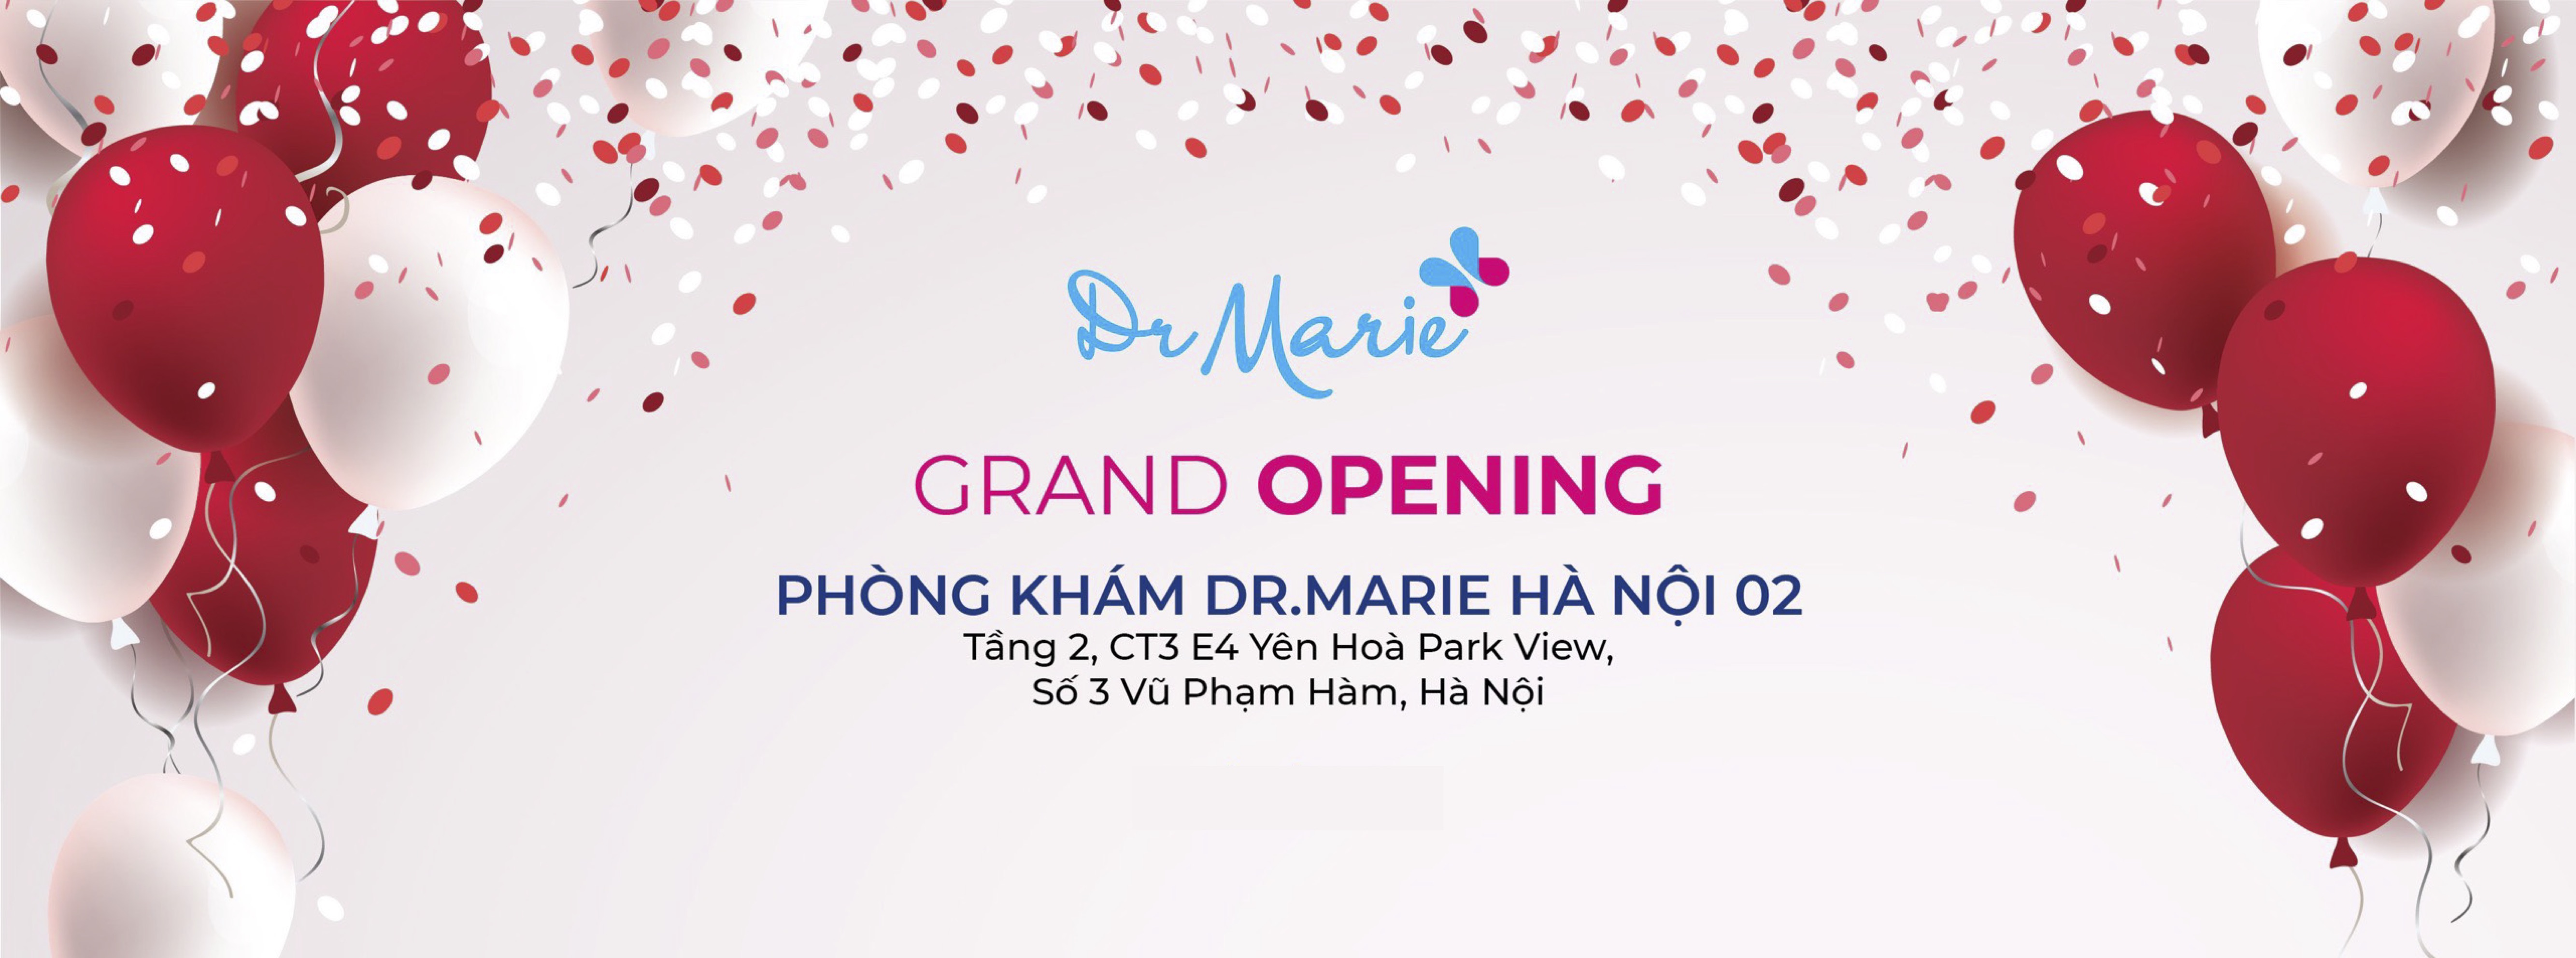 Dr Marie
GRAND OPENING
PHÒNG KHÁM DR.MARIE HÀ NỘI 02
Tầng 2, CT3 E4 Yên Hoà Park View,
Số 3 Vũ Phạm Hàm, Hà Nội